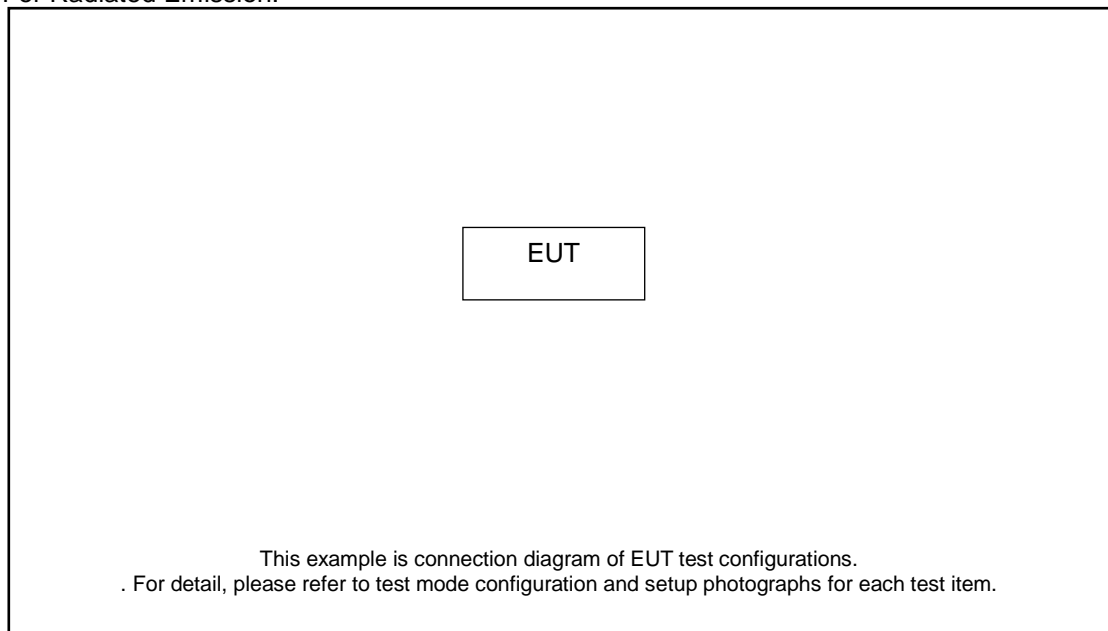 For Radiated Emission:
EUT
This example is connection diagram of EUT test configurations.
. For detail, please refer to test mode configuration and setup photographs for each test item.